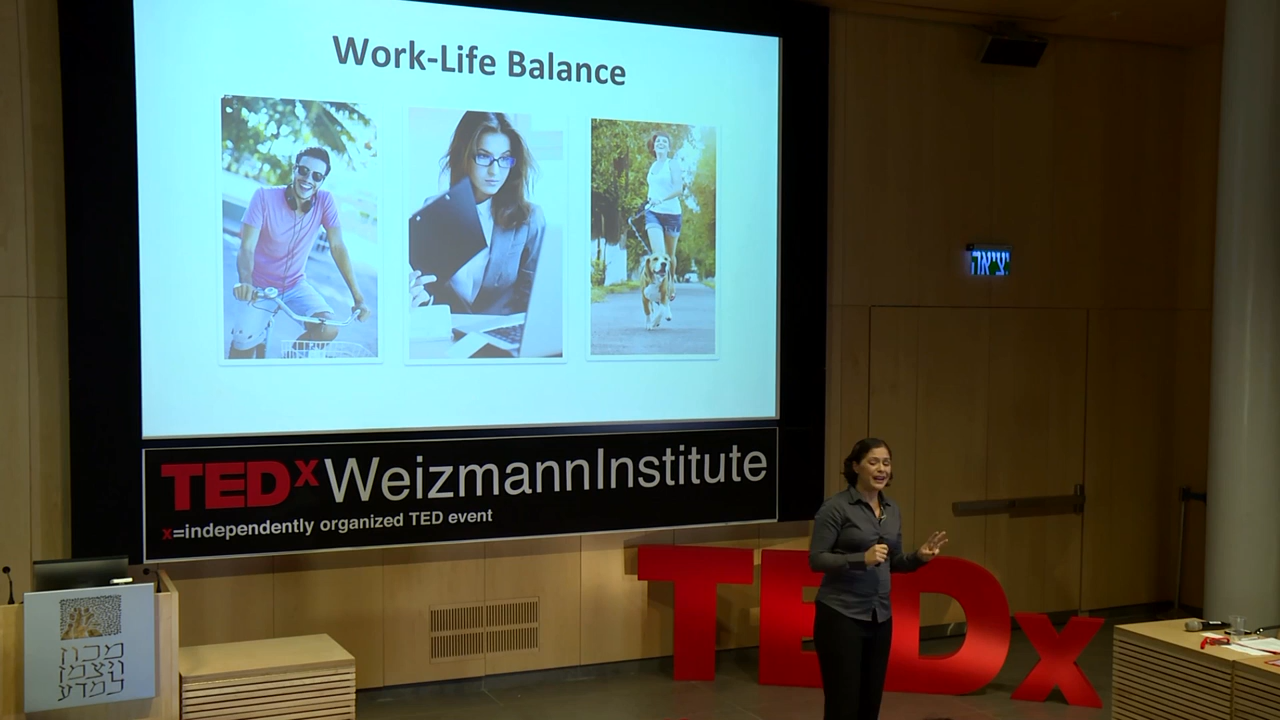 Work-Life Balance
TEDxWeizmannInstitute
x=independently organized TED event
יציאה
TEDx
מכון
ויצמן
למדע